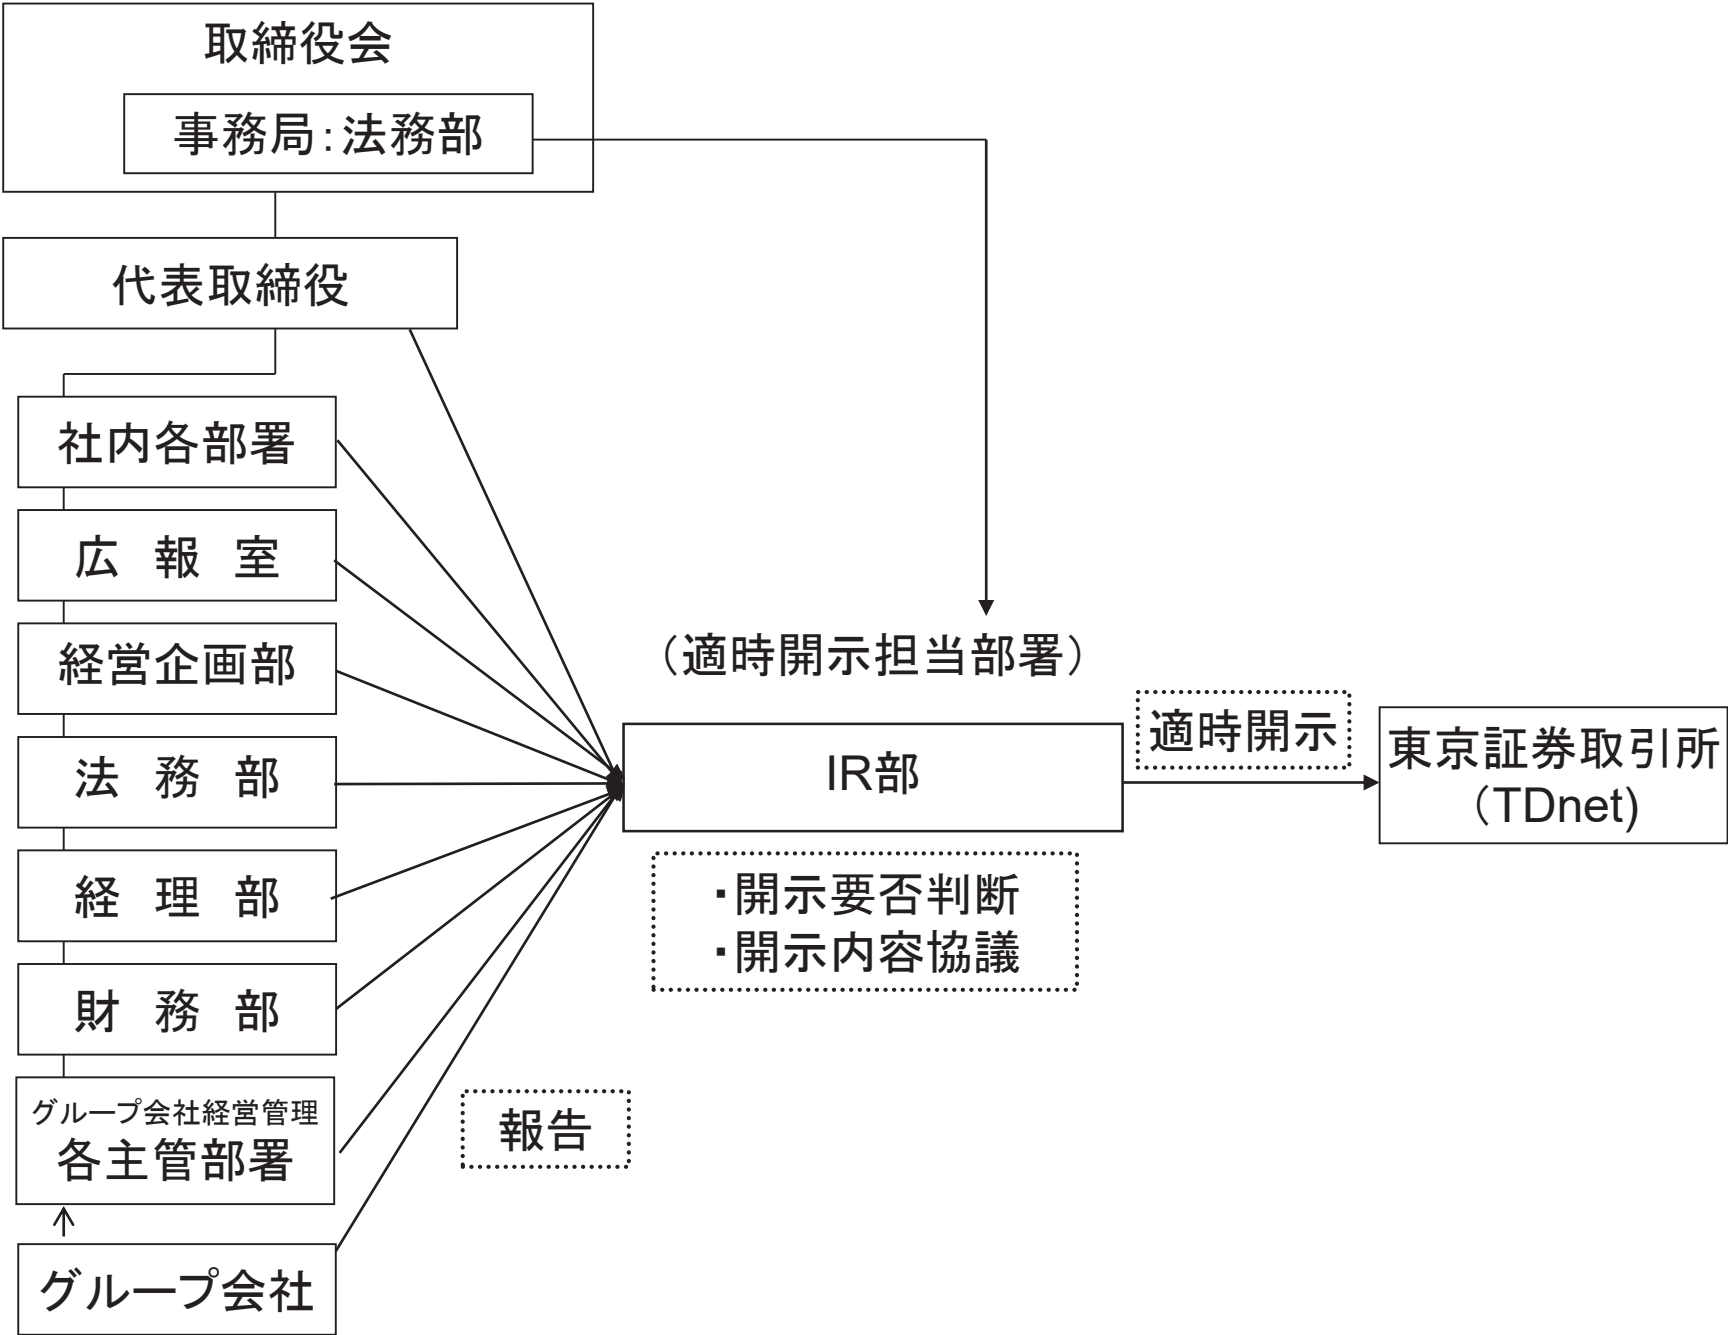 取締役会
事務局:法務部
代表取締役
社内各部署
広 報 室
経営企画部
法 務 部
経 理 部
財 務 部
グループ会社経営管理
各主管部署
グループ会社
報告
（適時開示担当部署）
IR部
・開示要否判断
・開示内容協議
適時開示
東京証券取引所
（TDnet)